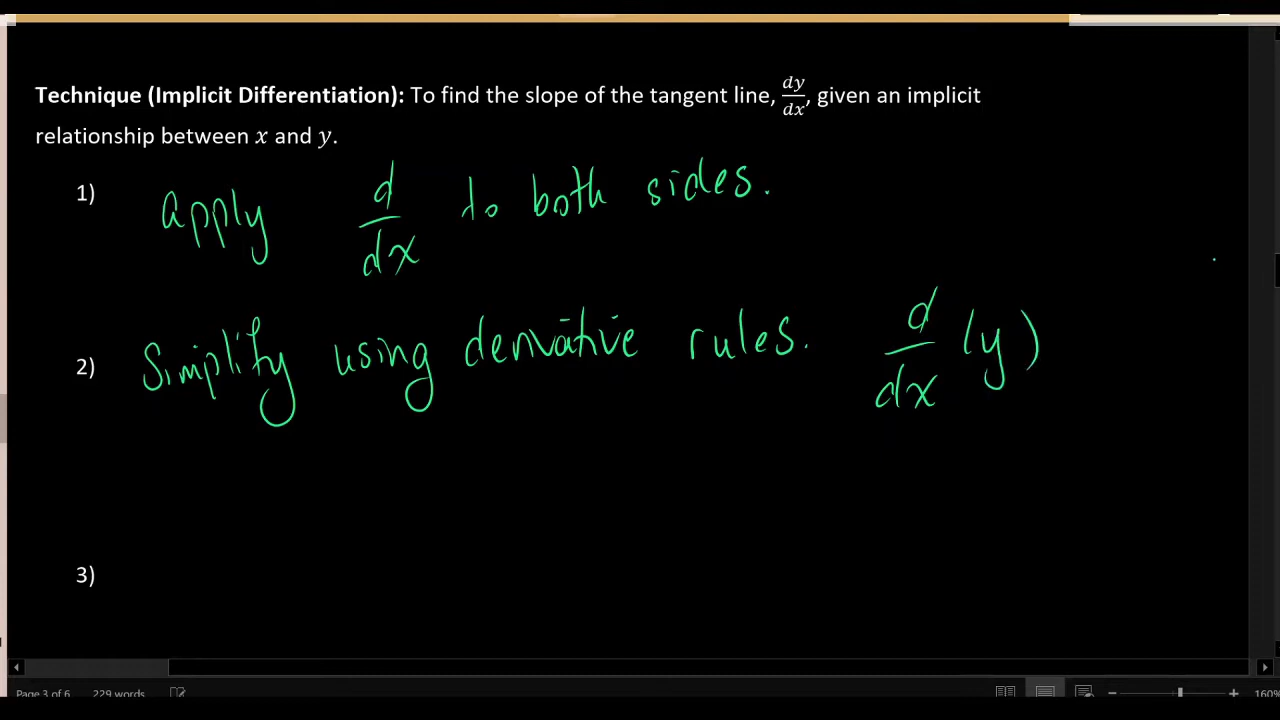 Technique (Implicit Differentiation): To find the slope of the tangent line, dy/dx, given an implicit
relationship between x and y.
1) apply d/dx to both sides.
2) Simplify using derivative rules. d/dx (y)
3)
Page 3 of 6 229 words 160%